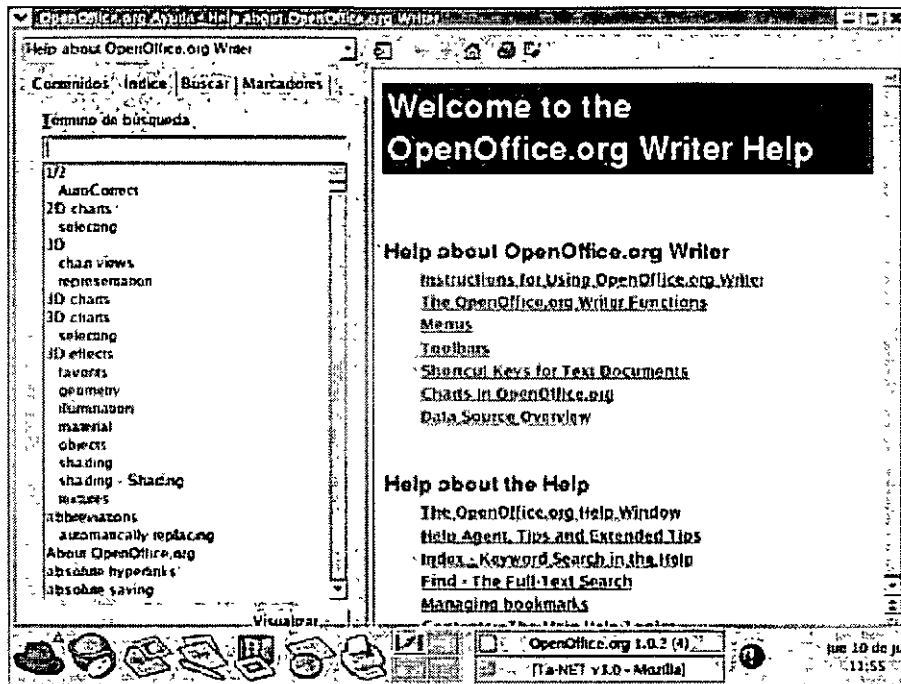 OpenOffice.org Ayuda - Help about OpenOffice.org Writer
Help about OpenOffice.org Writer
Contenidos Índice Buscar Marcadores
Término de búsqueda
1/2
AutoCorrect
2D charts
selecting
3D
chart views
representation
3D charts
3D charts
selecting
3D effects
favorits
geometry
illumination
material
objects
shading
shading - Shading
textures
abbreviations
automatically replacing
About OpenOffice.org
absolute hyperlinks
absolute saving
Visualizar
Welcome to the
OpenOffice.org Writer Help
Help about OpenOffice.org Writer
Instructions for Using OpenOffice.org Writer
The OpenOffice.org Writer Functions
Menus
Toolbars
Shortcut Keys for Text Documents
Charts in OpenOffice.org
Data Source Overview
Help about the Help
The OpenOffice.org Help Window
Help Agent, Tips and Extended Tips
Index - Keyword Search in the Help
Find - The Full-Text Search
Managing bookmarks
OpenOffice.org 1.0.2 (4)
[Ta-NET v3.0 - Mozilla]
jue 10 de ju
11:55